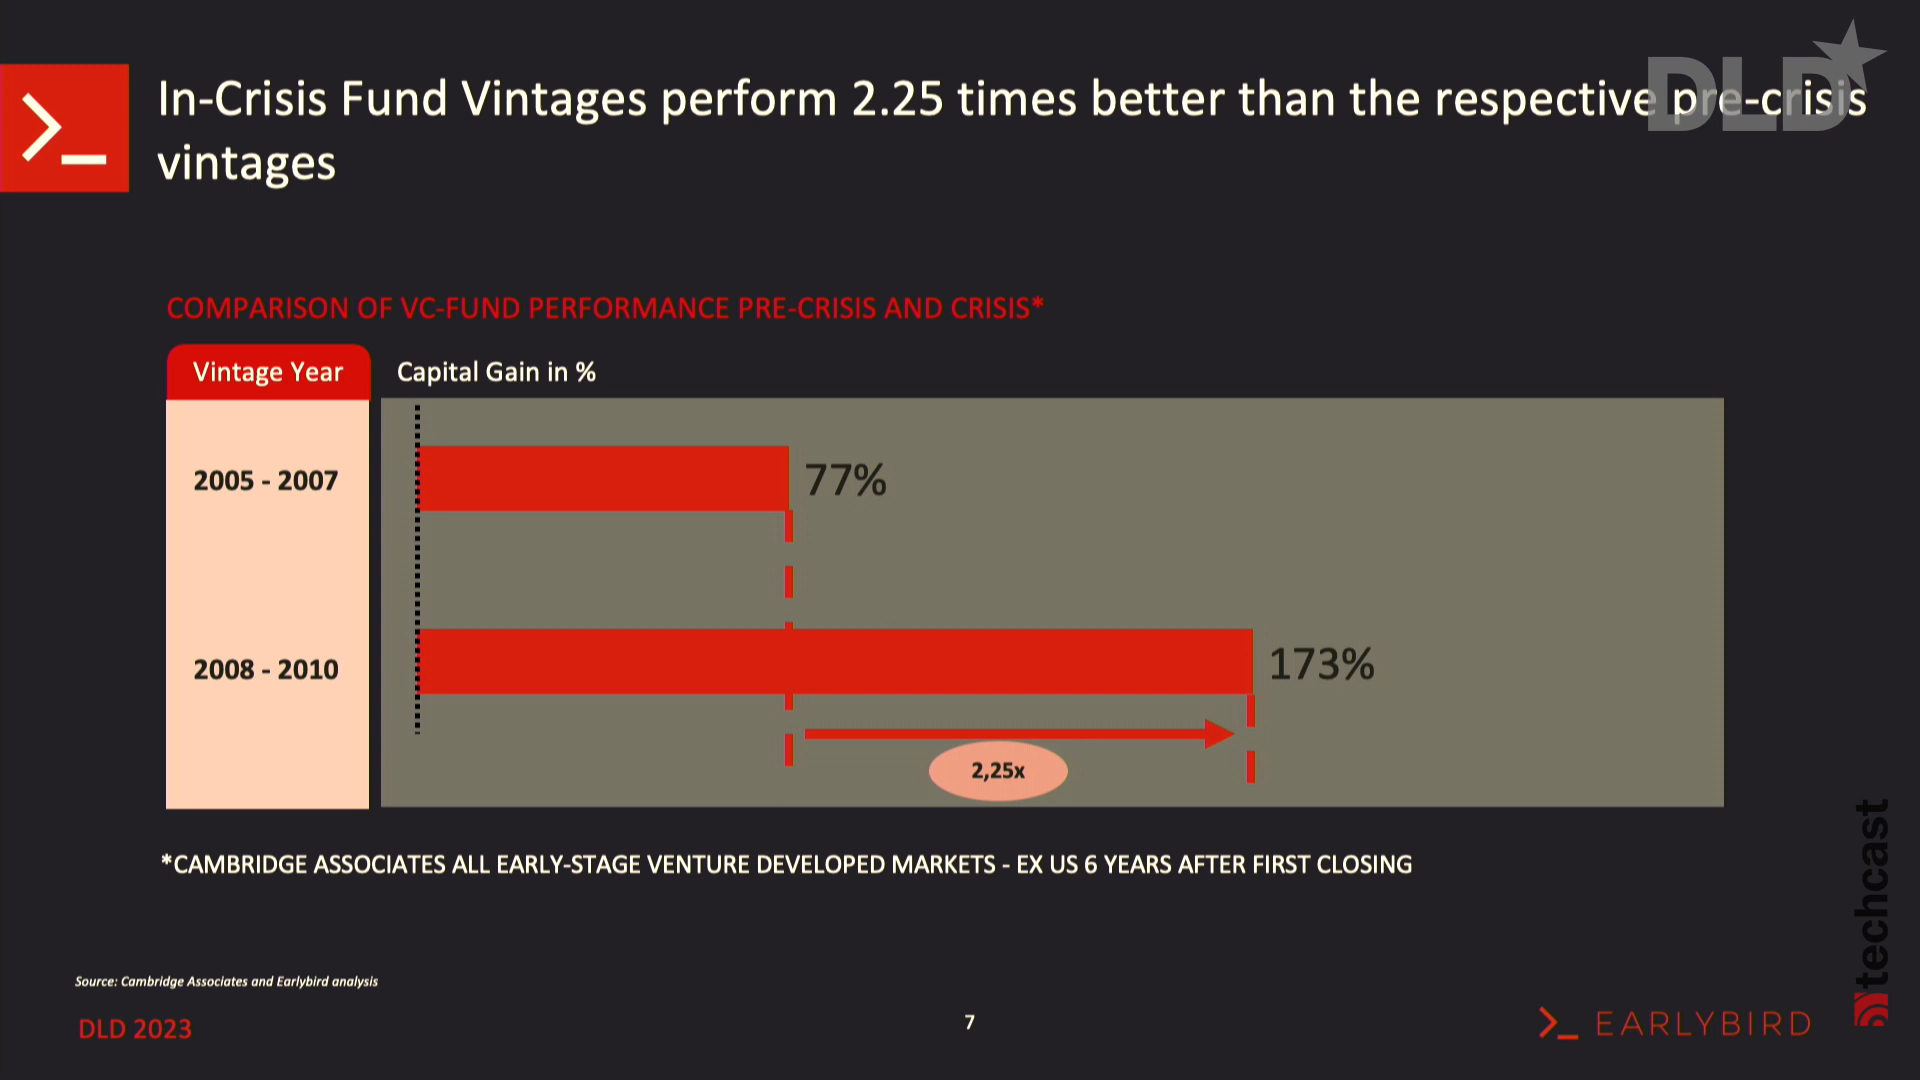 DLD
In-Crisis Fund Vintages perform 2.25 times better than the respective pre-crisis
vintages
COMPARISON OF VC-FUND PERFORMANCE PRE-CRISIS AND CRISIS*
Vintage Year
Capital Gain in %
2005 - 2007
77%
2008 - 2010
173%
2,25x
*CAMBRIDGE ASSOCIATES ALL EARLY-STAGE VENTURE DEVELOPED MARKETS - EX US 6 YEARS AFTER FIRST CLOSING
techcast
Source: Cambridge Associates and Earlybird analysis
DLD 2023
7
EARLYBIRD